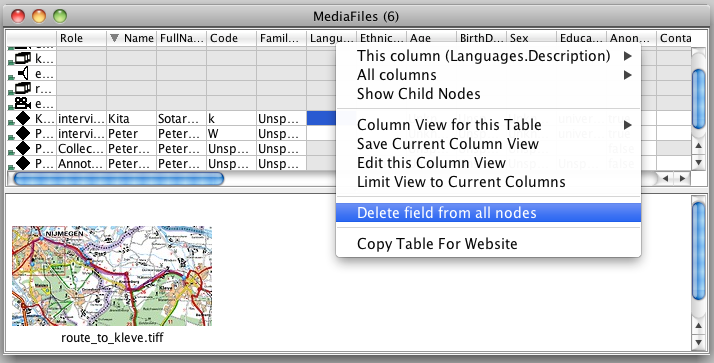 MediaFiles (6)
Role Name FullNa... Code Famil... Langu... Ethnic... Age BirthD... Sex Educa... Anon... Conta
k...
e...
r...
e...
K... intervi... Kita Sotar... k Unsp...
P... intervi... Peter Peter... W Unsp...
P... Collec... Peter Peter... Unsp... Unsp...
P... Annot... Peter Peter... Unsp... Unsp...
This column (Languages.Description)
All columns
Show Child Nodes
Column View for this Table
Save Current Column View
Edit this Column View
Limit View to Current Columns
Delete field from all nodes
Copy Table For Website
NIJMEGEN
Kleve
route_to_kleve.tiff